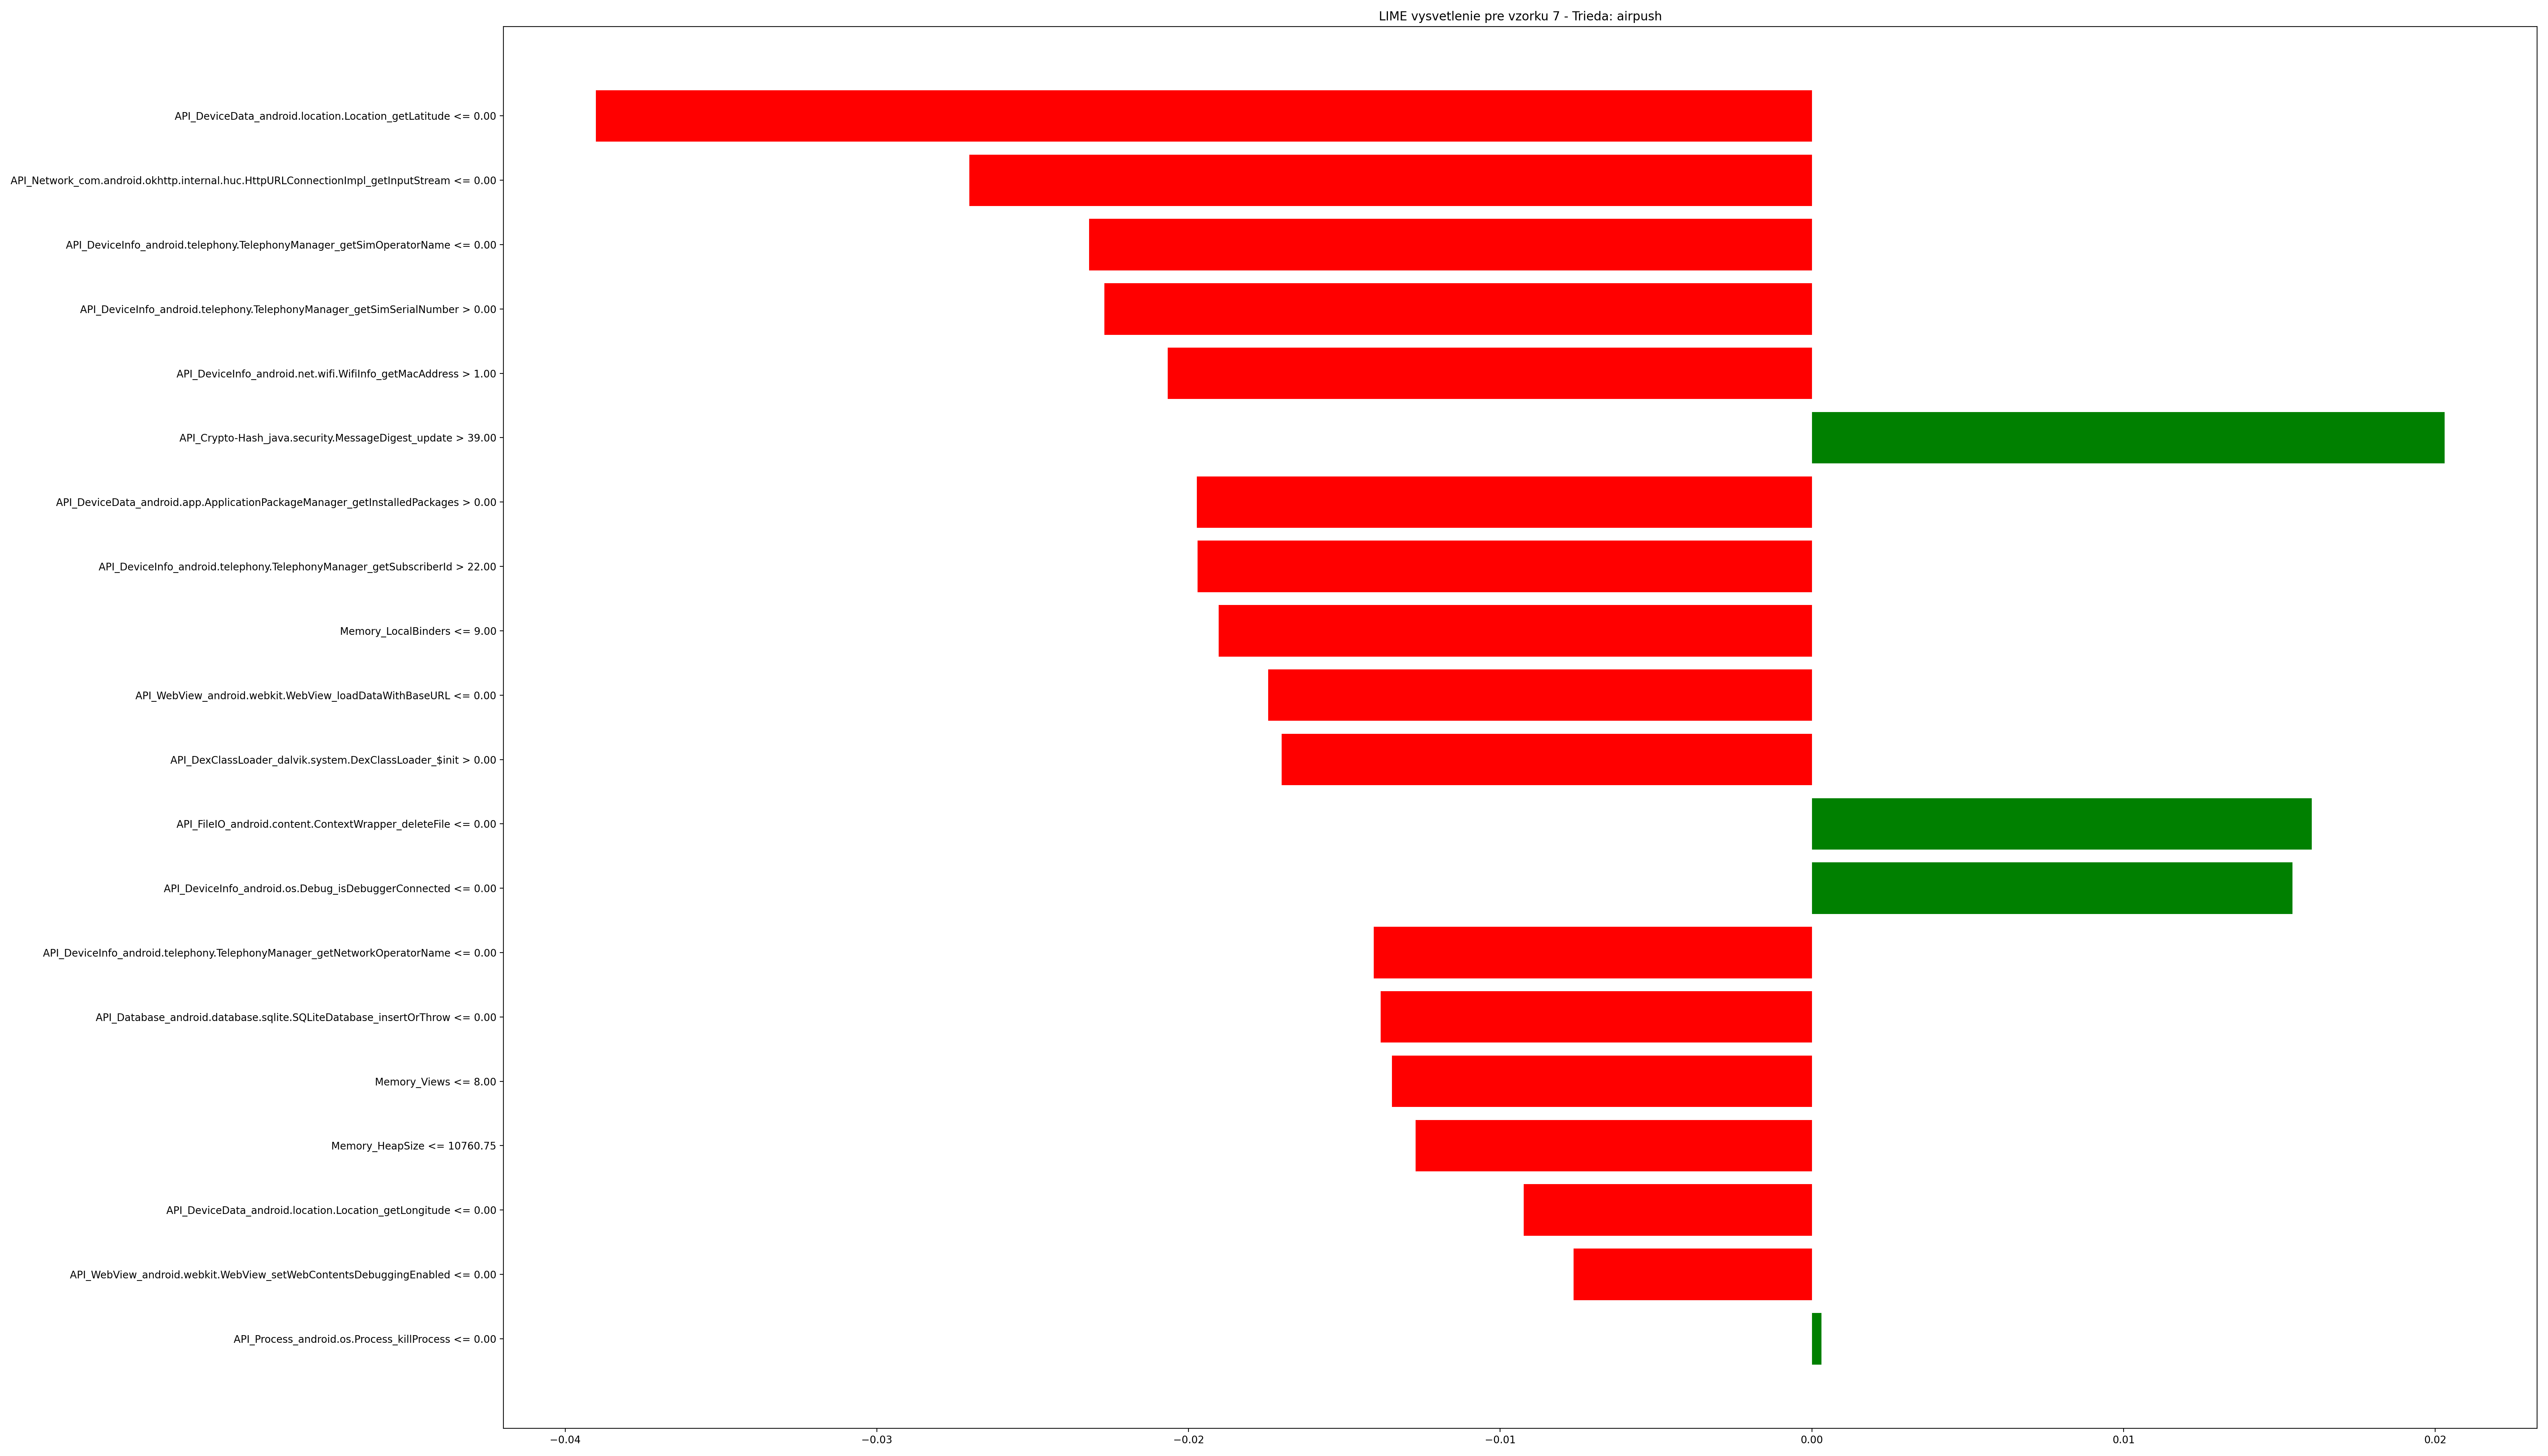 LIME vysvetlenie pre vzorku 7 - Trieda: airpush
API_DeviceData_android.location.Location_getLatitude <= 0.00
API_Network_com.android.okhttp.internal.huc.HttpURLConnectionImpl_getInputStream <= 0.00
API_DeviceInfo_android.telephony.TelephonyManager_getSimOperatorName <= 0.00
API_DeviceInfo_android.telephony.TelephonyManager_getSimSerialNumber > 0.00
API_DeviceInfo_android.net.wifi.WifiInfo_getMacAddress > 1.00
API_Crypto-Hash_java.security.MessageDigest_update > 39.00
API_DeviceData_android.app.ApplicationPackageManager_getInstalledPackages > 0.00
API_DeviceInfo_android.telephony.TelephonyManager_getSubscriberId > 22.00
Memory_LocalBinders <= 9.00
API_WebView_android.webkit.WebView_loadDataWithBaseURL <= 0.00
API_DexClassLoader_dalvik.system.DexClassLoader_$init > 0.00
API_FileIO_android.content.ContextWrapper_deleteFile <= 0.00
API_DeviceInfo_android.os.Debug_isDebuggerConnected <= 0.00
API_DeviceInfo_android.telephony.TelephonyManager_getNetworkOperatorName <= 0.00
API_Database_android.database.sqlite.SQLiteDatabase_insertOrThrow <= 0.00
Memory_Views <= 8.00
Memory_HeapSize <= 10760.75
API_DeviceData_android.location.Location_getLongitude <= 0.00
API_WebView_android.webkit.WebView_setWebContentsDebuggingEnabled <= 0.00
API_Process_android.os.Process_killProcess <= 0.00
−0.04 −0.03 −0.02 −0.01 0.00 0.01 0.02